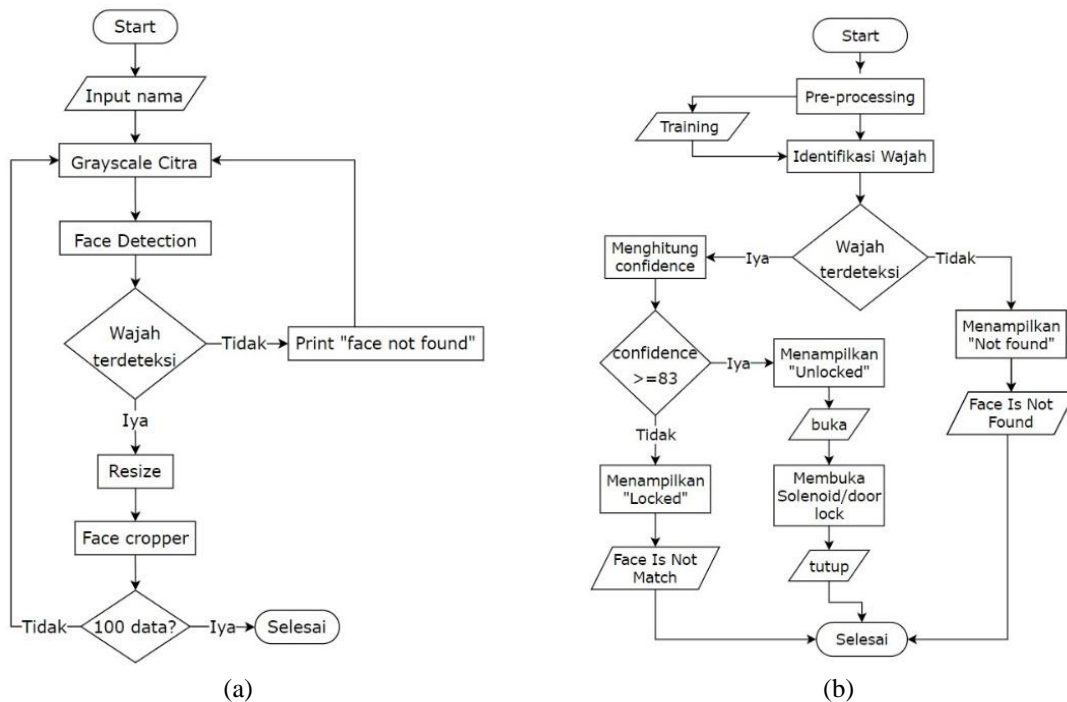 Start
Input nama
Grayscale Citra
Face Detection
Wajah
terdeteksi
Tidak
Print "face not found"
Iya
Resize
Face cropper
100 data?
Tidak
Iya
Selesai
(a)
Start
Pre-processing
Training
Identifikasi Wajah
Wajah
terdeteksi
Iya
Tidak
Menghitung
confidence
confidence
>=83
Iya
Tidak
Menampilkan
"Unlocked"
buka
Membuka
Solenoid/door
lock
tutup
Menampilkan
"Locked"
Face Is Not
Match
Menampilkan
"Not found"
Face Is Not
Found
Selesai
(b)